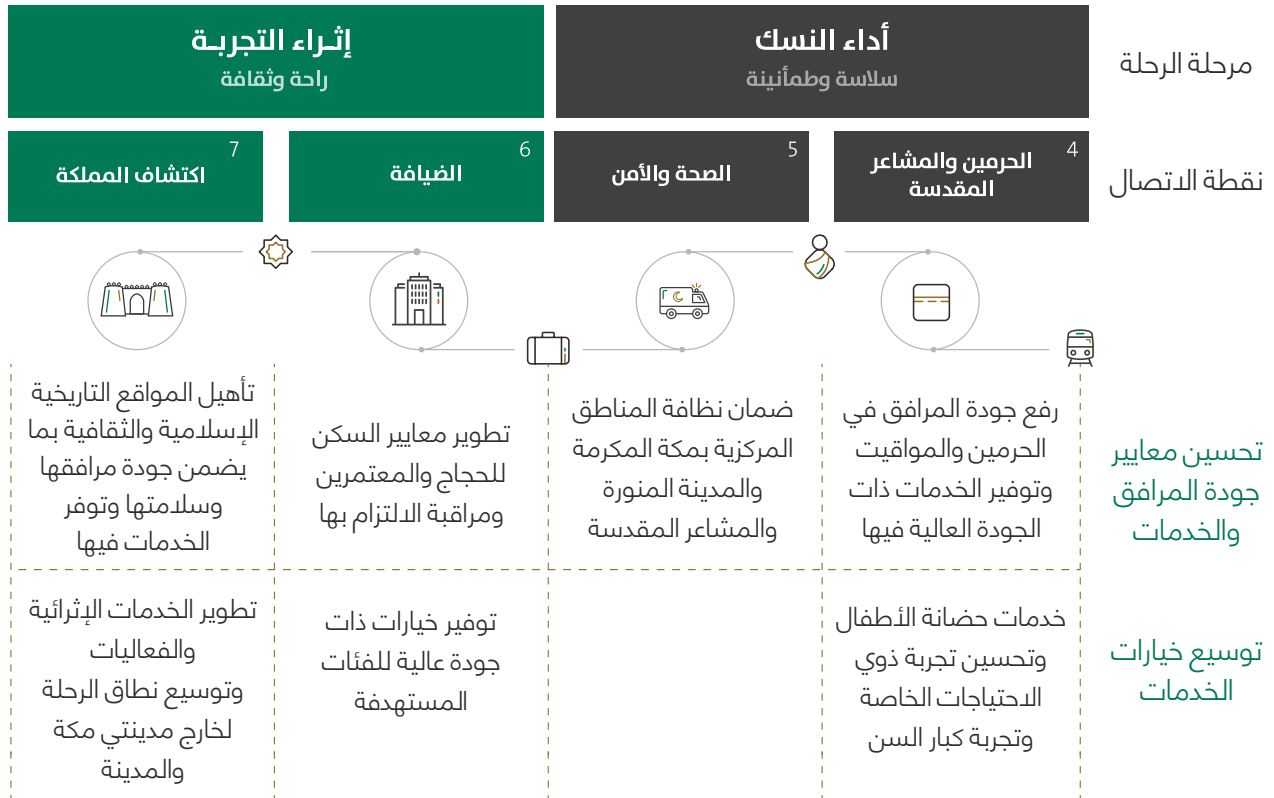 مرحلة الرحلة
أداء النسك
سلاسة وطمأنينة
إثـراء التجربـة
راحة وثقافة
نقطة الاتصال
4
الحرمين والمشاعر
المقدسة
5
الصحة والأمن
6
الضيافة
7
اكتشاف المملكة
تحسين معايير
جودة المرافق
والخدمات
رفع جودة المرافق في
الحرمين والمواقيت
وتوفير الخدمات ذات
الجودة العالية فيها
ضمان نظافة المناطق
المركزية بمكة المكرمة
والمدينة المنورة
والمشاعر المقدسة
تطوير معايير السكن
للحجاج والمعتمرين
ومراقبة الالتزام بها
تأهيل المواقع التاريخية
الإسلامية والثقافية بما
يضمن جودة مرافقها
وسلامتها وتوفر
الخدمات فيها
توسيع خيارات
الخدمات
خدمات حضانة الأطفال
وتحسين تجربة ذوي
الاحتياجات الخاصة
وتجربة كبار السن
توفير خيارات ذات
جودة عالية للفئات
المستهدفة
تطوير الخدمات الإثرائية
والفعاليات
وتوسيع نطاق الرحلة
لخارج مدينتي مكة
والمدينة